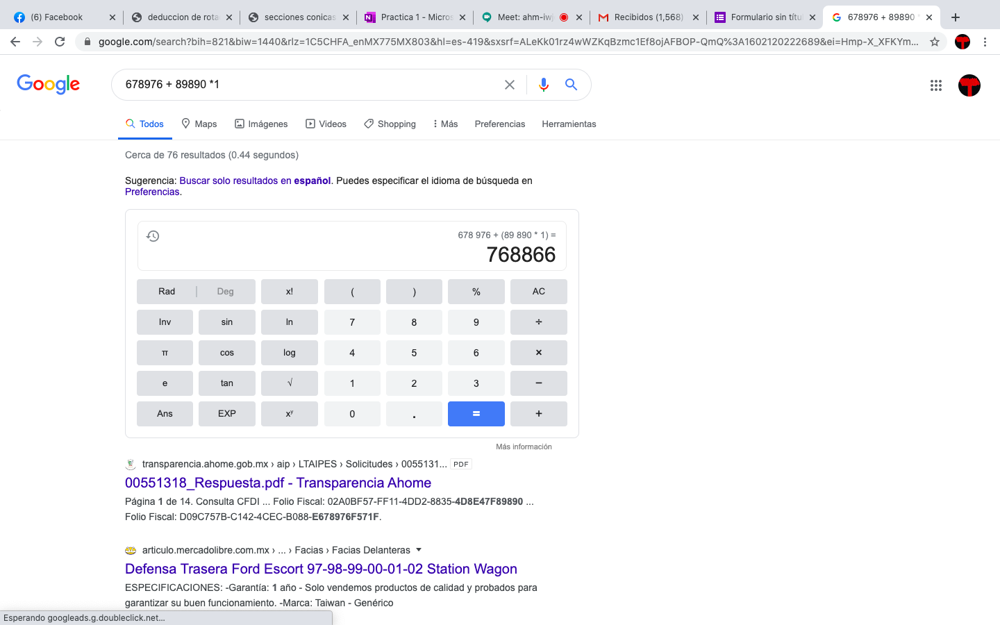 (6) Facebook
deduccion de rota
secciones conicas
Practica 1 - Micros
Meet: ahm-iwj
Recibidos (1,568)
Formulario sin títu
678976 + 89890 *
google.com/search?bih=821&biw=1440&rlz=1C5CHFA_enMX775MX803&hl=es-419&sxsrf=ALeKk01rz4wWZKqBzmc1Ef8ojAFBOP-QmQ%3A1602120222689&ei=Hmp-X_XFKYm...
Google
678976 + 89890 *1
Todos
Maps
Imágenes
Videos
Shopping
Más
Preferencias
Herramientas
Cerca de 76 resultados (0.44 segundos)
Sugerencia: Buscar solo resultados en español. Puedes especificar el idioma de búsqueda en
Preferencias.
678 976 + (89 890 * 1) =
768866
Rad | Deg x! ( ) % AC
Inv sin ln 7 8 9 ÷
π cos log 4 5 6 ×
e tan √ 1 2 3 −
Ans EXP xʸ 0 . = +
Más información
transparencia.ahome.gob.mx › aip › LTAIPES › Solicitudes › 0055131... PDF
00551318_Respuesta.pdf - Transparencia Ahome
Página 1 de 14. Consulta CFDI ... Folio Fiscal: 02A0BF57-FF11-4DD2-8835-4D8E47F89890 ...
Folio Fiscal: D09C757B-C142-4CEC-B088-E678976F571F.
articulo.mercadolibre.com.mx › ... › Facias › Facias Delanteras
Defensa Trasera Ford Escort 97-98-99-00-01-02 Station Wagon
ESPECIFICACIONES: -Garantía: 1 año - Solo vendemos productos de calidad y probados para
garantizar su buen funcionamiento. -Marca: Taiwan - Genérico
Esperando googleads.g.doubleclick.net...